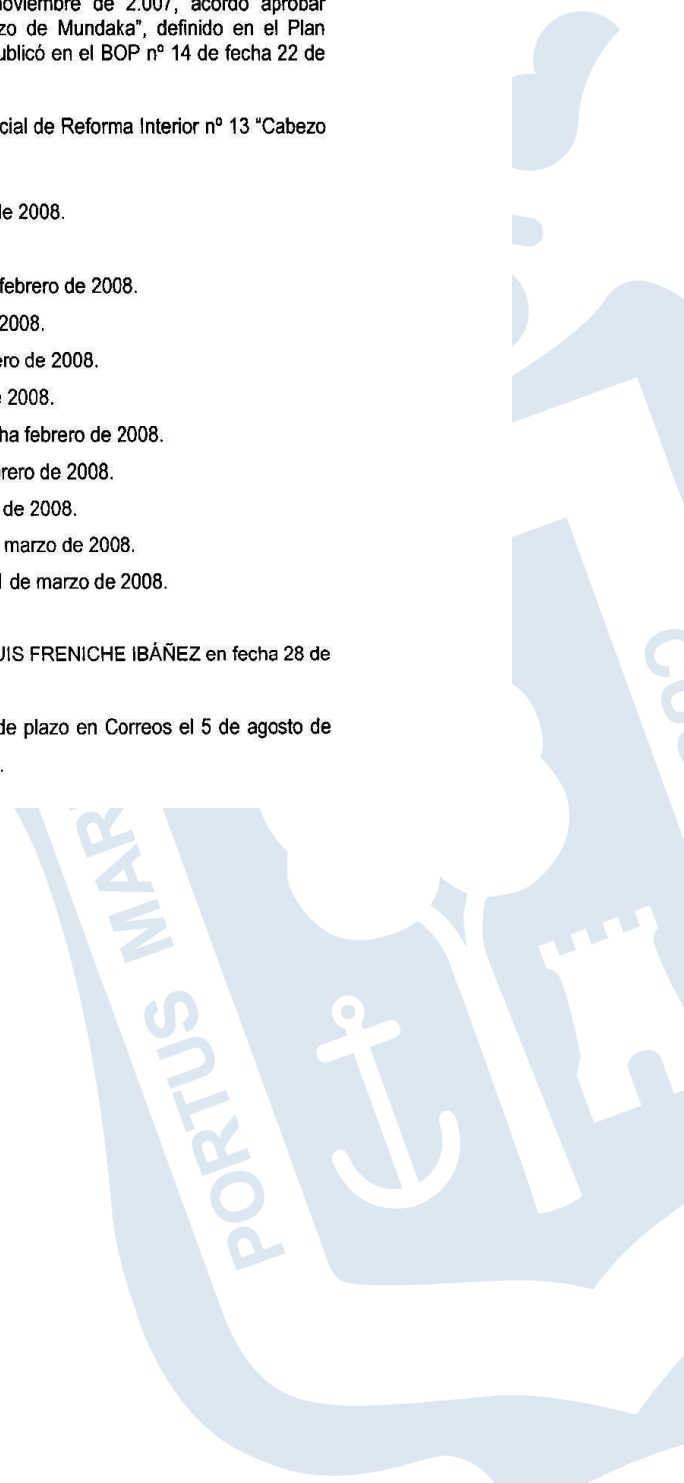 noviembre de 2.007, acordó aprobar
zo de Mundaka”, definido en el Plan
ublicó en el BOP nº 14 de fecha 22 de
cial de Reforma Interior nº 13 “Cabezo
de 2008.
febrero de 2008.
2008.
ero de 2008.
e 2008.
ha febrero de 2008.
rero de 2008.
de 2008.
marzo de 2008.
de marzo de 2008.
UIS FRENICHE IBÁÑEZ en fecha 28 de
de plazo en Correos el 5 de agosto de
.
PORTUS MAR